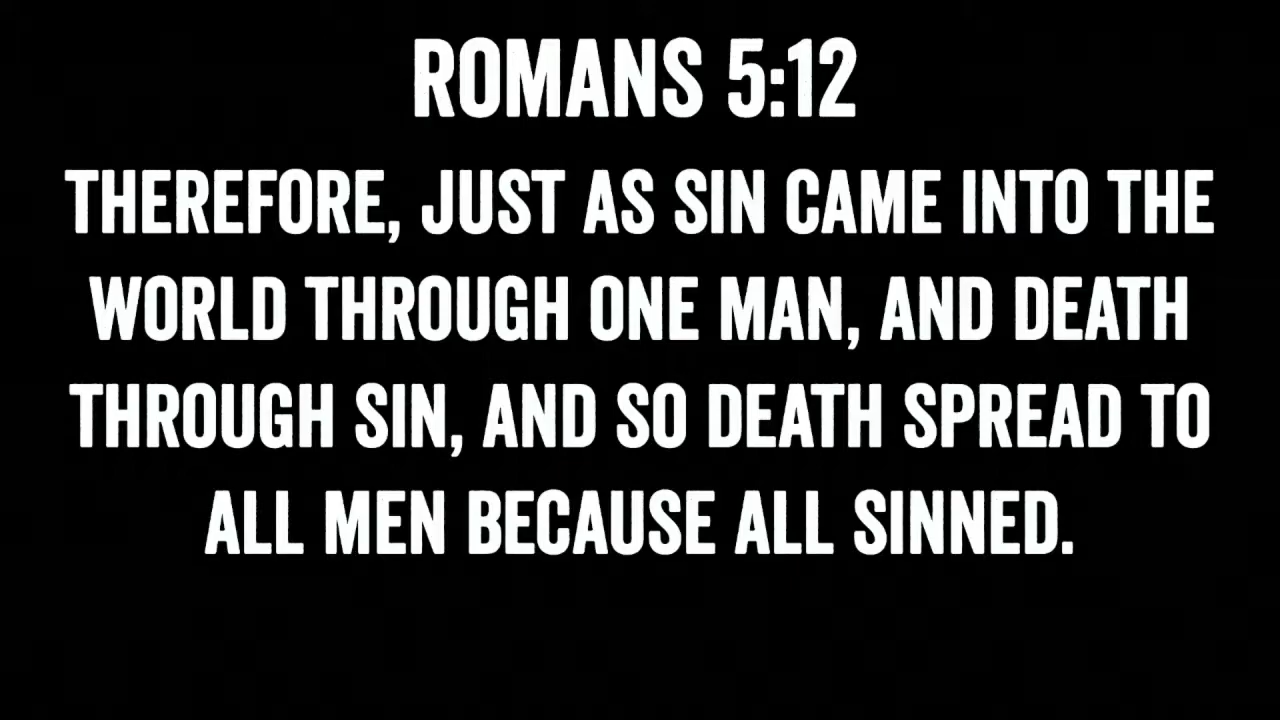 ROMANS 5:12
THEREFORE, JUST AS SIN CAME INTO THE
WORLD THROUGH ONE MAN, AND DEATH
THROUGH SIN, AND SO DEATH SPREAD TO
ALL MEN BECAUSE ALL SINNED.